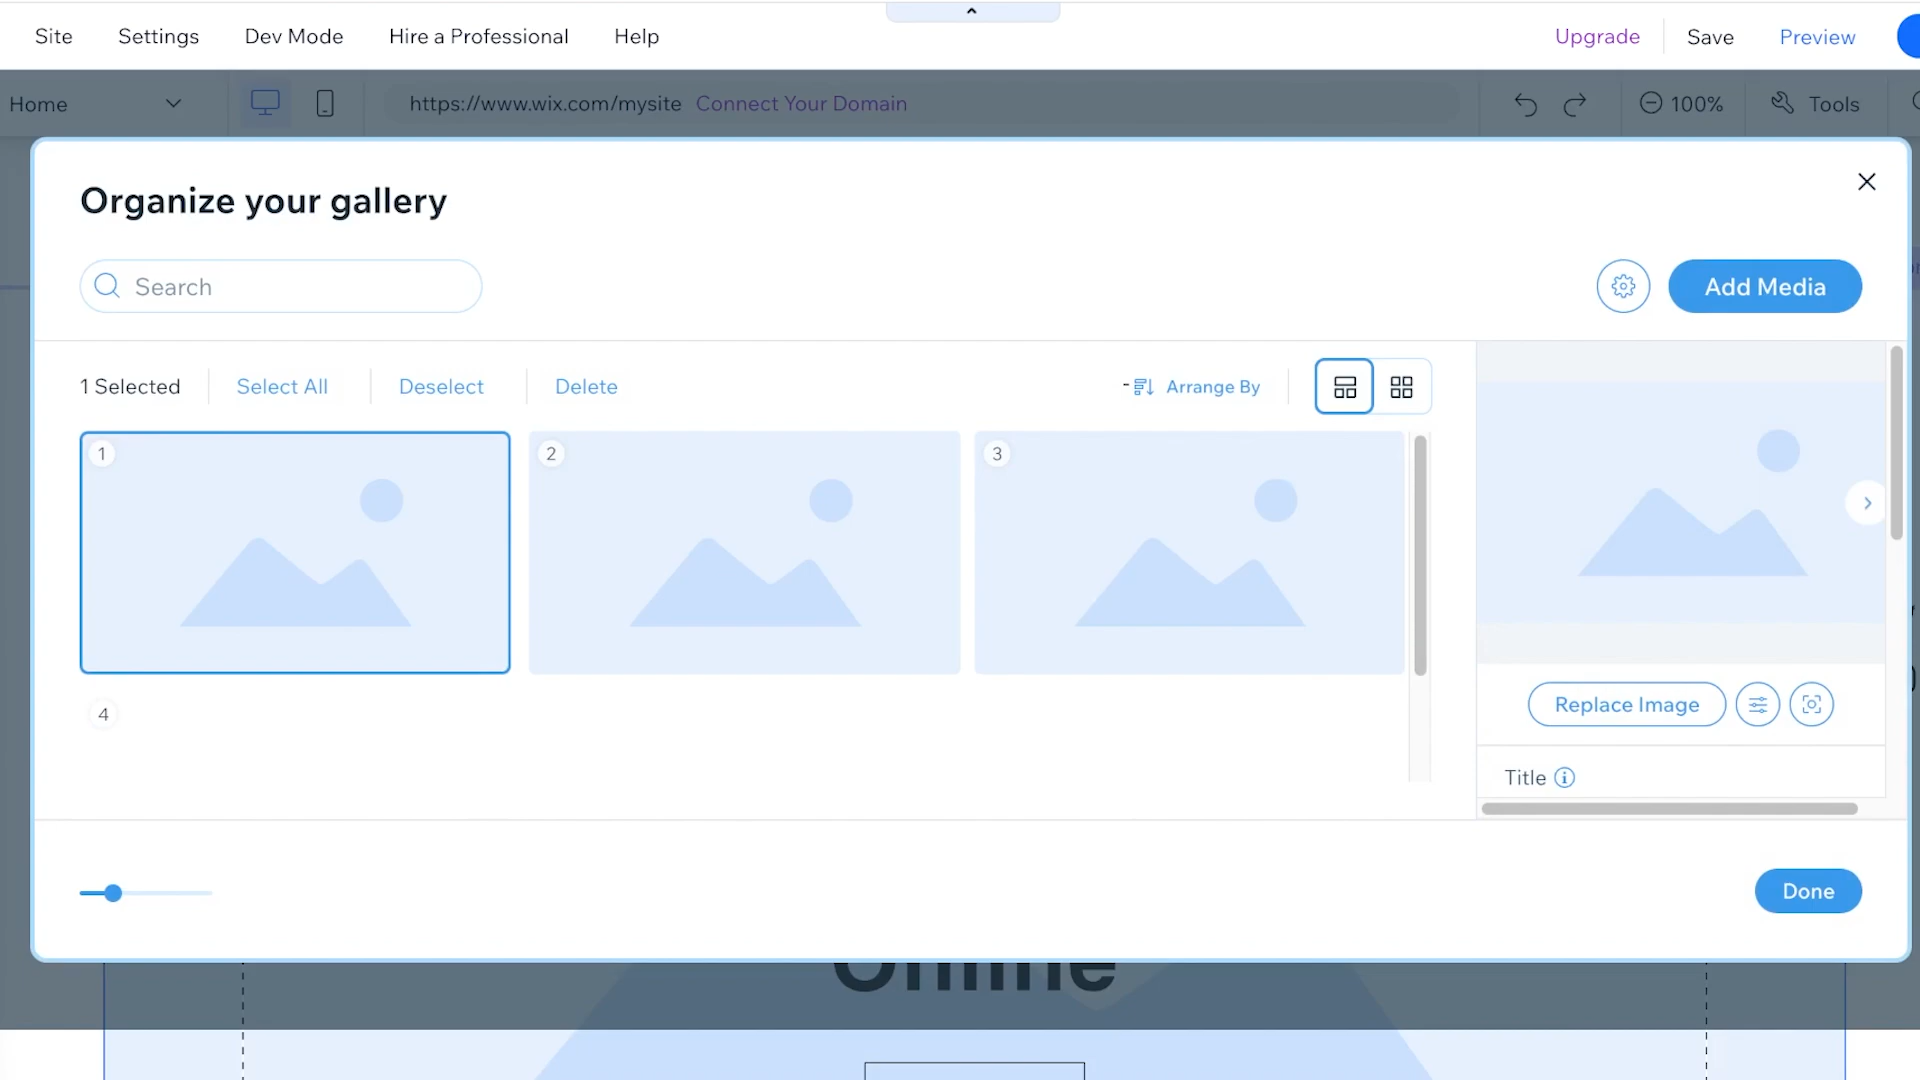 Site Settings Dev Mode Hire a Professional Help Upgrade Save Preview
Home https://www.wix.com/mysite Connect Your Domain 100% Tools
Organize your gallery
Search
Add Media
1 Selected Select All Deselect Delete Arrange By
1 2 3
4
Replace Image
Title
Done
Online